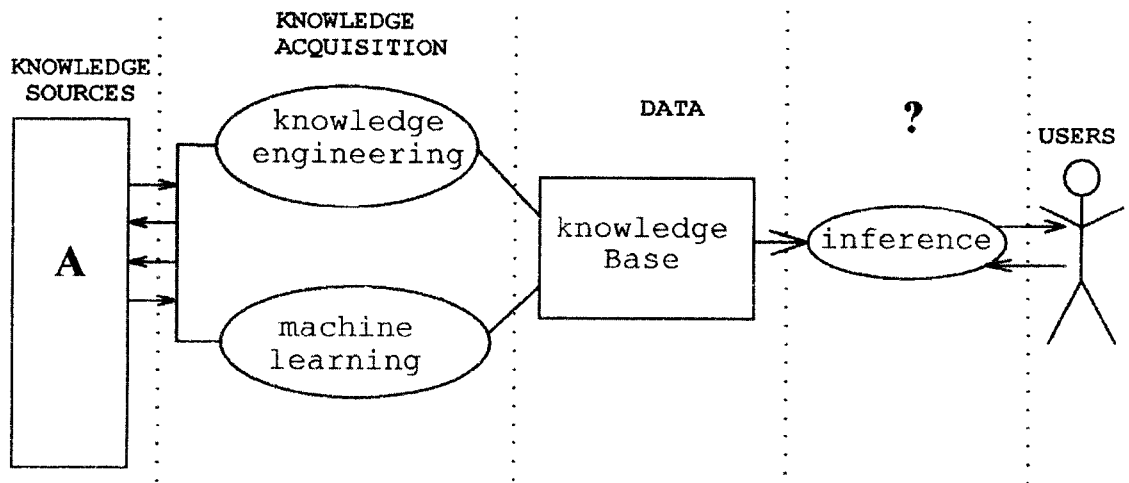 KNOWLEDGE
SOURCES
A
KNOWLEDGE
ACQUISITION
knowledge
engineering
machine
learning
DATA
knowledge
Base
?
inference
USERS